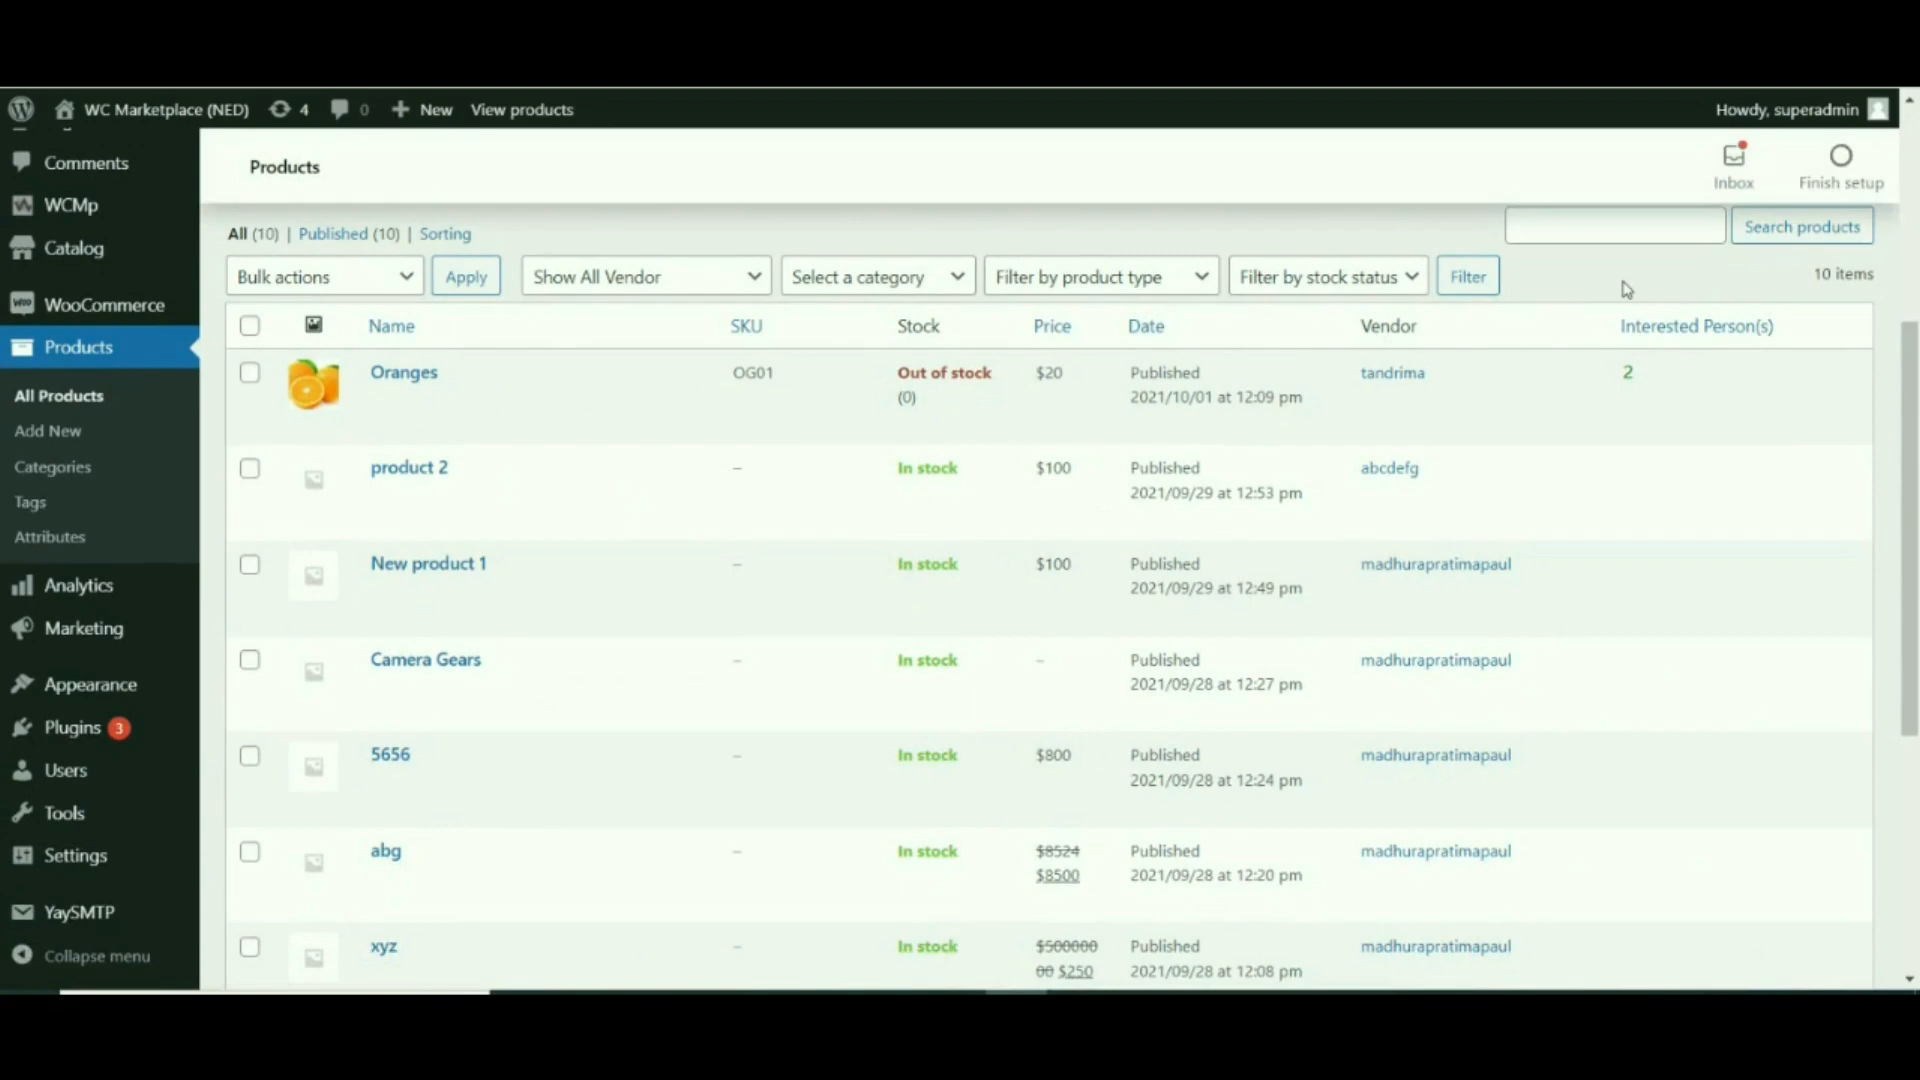 WC Marketplace (NED) 4 0 New View products Howdy, superadmin
Comments
WCMp
Catalog
WooCommerce
Products
All Products
Add New
Categories
Tags
Attributes
Analytics
Marketing
Appearance
Plugins 3
Users
Tools
Settings
YaySMTP
Collapse menu
Products
Inbox
Finish setup
All (10) | Published (10) | Sorting
Search products
Bulk actions Apply Show All Vendor Select a category Filter by product type Filter by stock status Filter 10 items
Name SKU Stock Price Date Vendor Interested Person(s)
Oranges OG01 Out of stock $20 Published tandrima 2
(0) 2021/10/01 at 12:09 pm
product 2 – In stock $100 Published abcdefg
2021/09/29 at 12:53 pm
New product 1 – In stock $100 Published madhurapratimapaul
2021/09/29 at 12:49 pm
Camera Gears – In stock – Published madhurapratimapaul
2021/09/28 at 12:27 pm
5656 – In stock $800 Published madhurapratimapaul
2021/09/28 at 12:24 pm
abg – In stock $8524 Published madhurapratimapaul
$8500 2021/09/28 at 12:20 pm
xyz – In stock $500000 Published madhurapratimapaul
00 $250 2021/09/28 at 12:08 pm